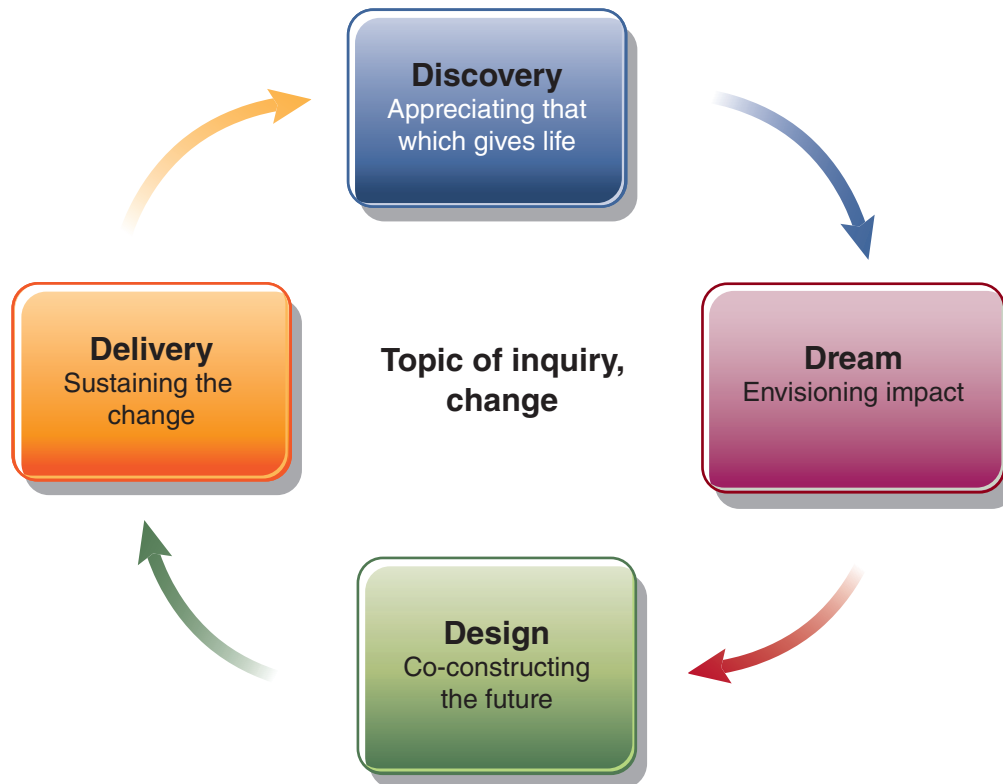 Discovery
Appreciating that
which gives life
Dream
Envisioning impact
Design
Co-constructing
the future
Delivery
Sustaining the
change
Topic of inquiry,
change